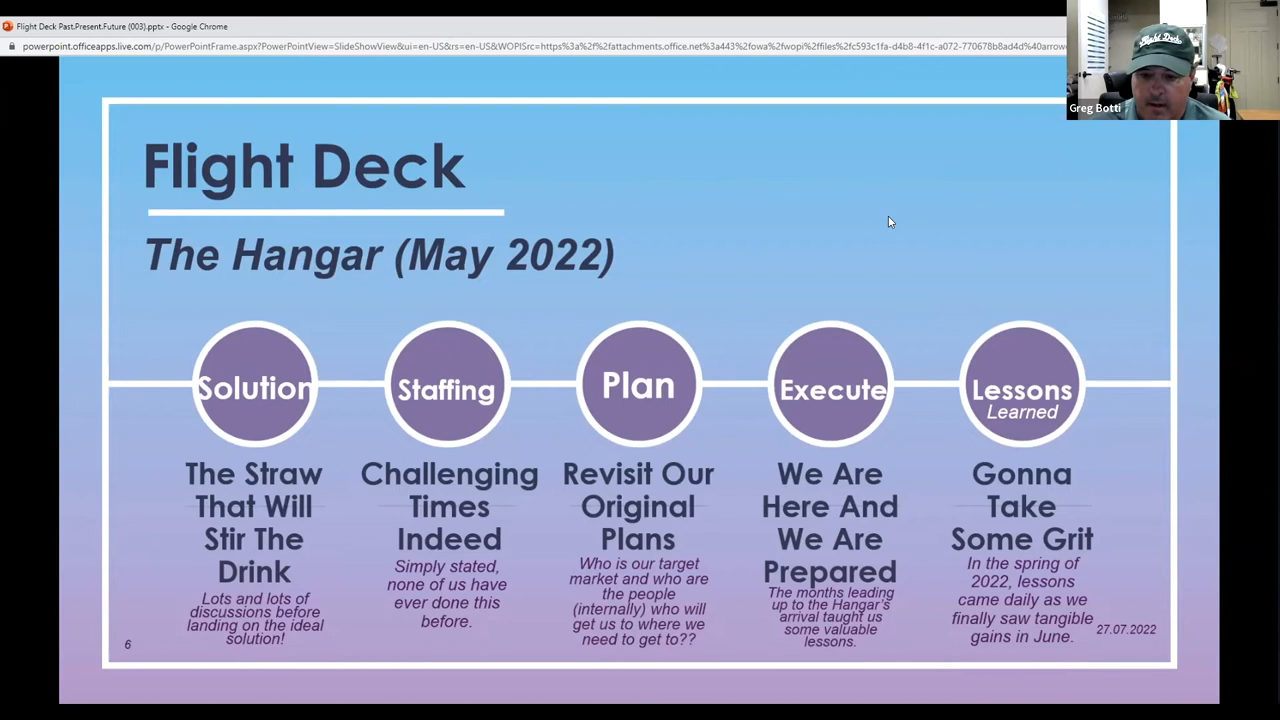 Flight Deck Past.Present.Future (003).pptx - Google Chrome
powerpoint.officeapps.live.com/p/PowerPointFrame.aspx?PowerPointView=SlideShowView&ui=en-US&rs=en-US&WOPISrc=https%3a%2f%2fattachments.office.net%3a443%2fowa%2fwopi%2ffiles%2fc593c1fa-d4b8-4f1c-a072-770678b8ad4d%40arrowe
Flight Deck
Greg Botti
Flight Deck
The Hangar (May 2022)
Solution
Staffing
Plan
Execute
Lessons
Learned
The Straw
That Will
Stir The
Drink
Lots and lots of
discussions before
landing on the ideal
solution!
Challenging
Times
Indeed
Simply stated,
none of us have
ever done this
before.
Revisit Our
Original
Plans
Who is our target
market and who are
the people
(internally) who will
get us to where we
need to get to??
We Are
Here And
We Are
Prepared
The months leading
up to the Hangar's
arrival taught us
some valuable
lessons.
Gonna
Take
Some Grit
In the spring of
2022, lessons
came daily as we
finally saw tangible
gains in June.
27.07.2022
6